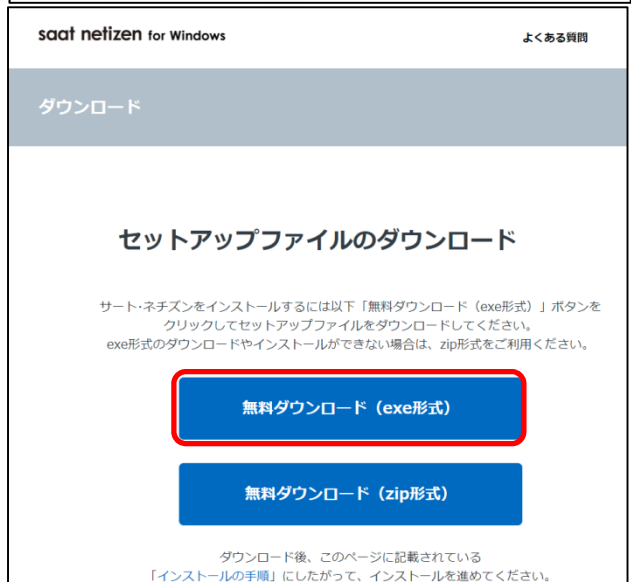 saat netizen for Windows
よくある質問
ダウンロード
セットアップファイルのダウンロード
サート・ネチズンをインストールするには以下「無料ダウンロード（exe形式）」ボタンを
クリックしてセットアップファイルをダウンロードしてください。
exe形式のダウンロードやインストールができない場合は、zip形式をご利用ください。
無料ダウンロード（exe形式）
無料ダウンロード（zip形式）
ダウンロード後、このページに記載されている
「インストールの手順」にしたがって、インストールを進めてください。